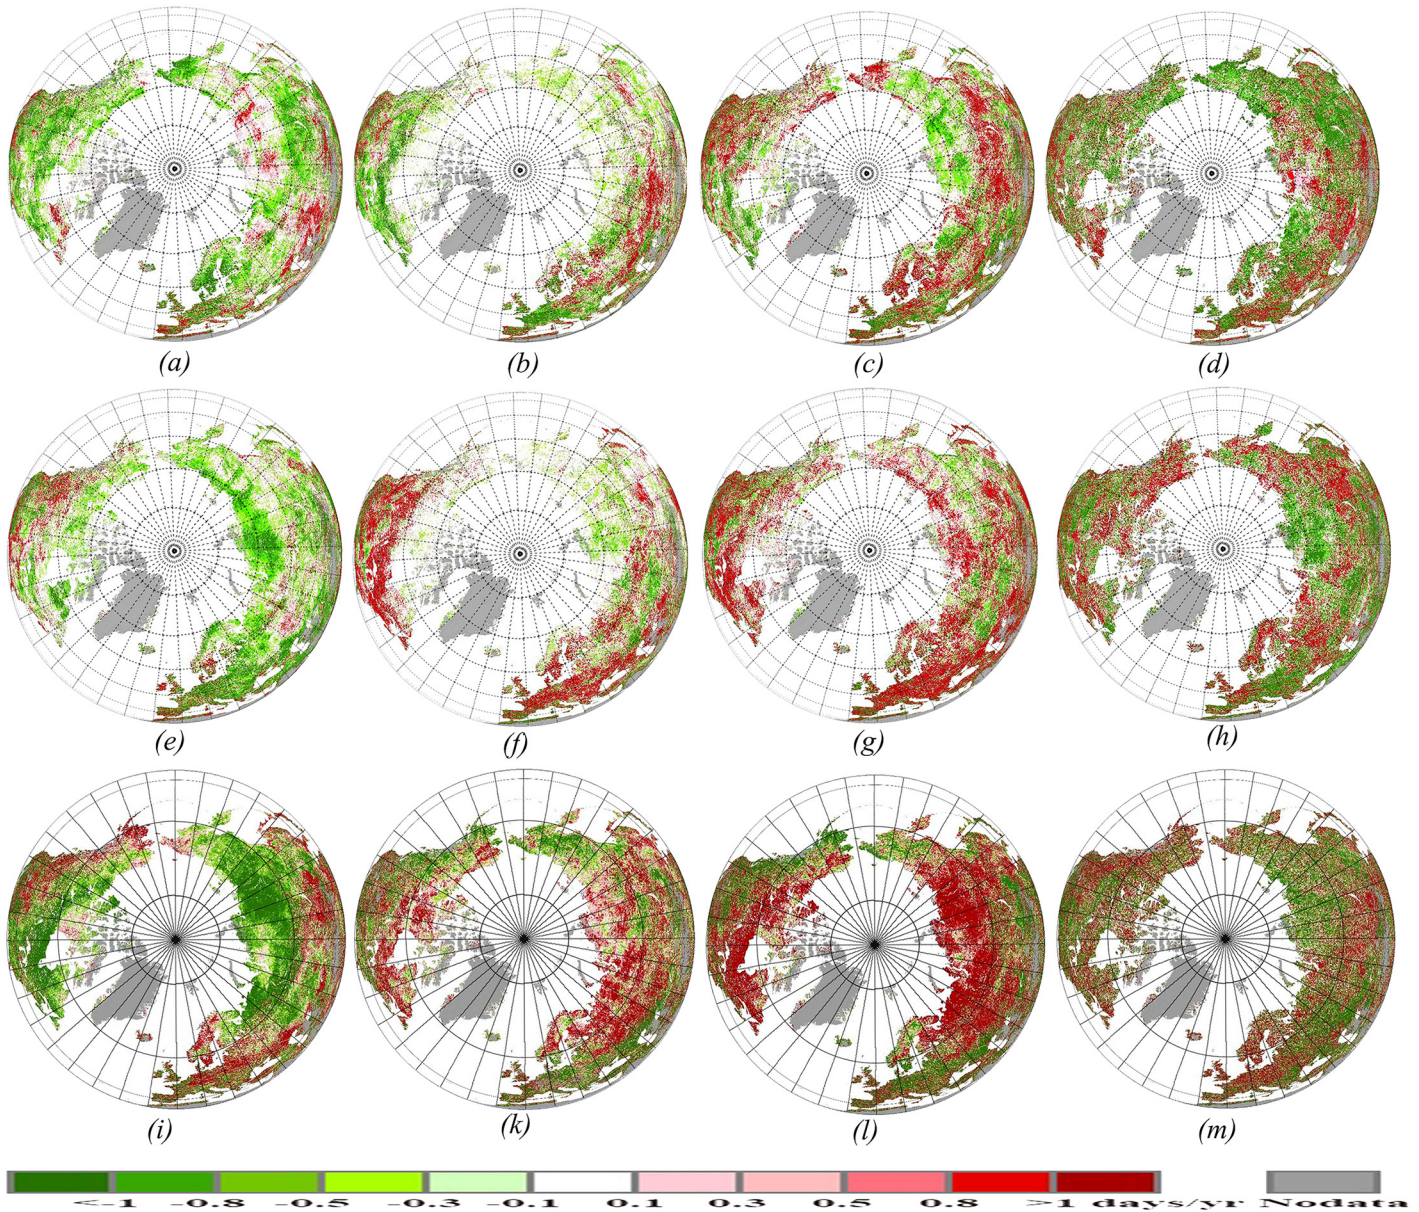 (a) (b) (c) (d)
(e) (f) (g) (h)
(i) (k) (l) (m)
<-1 -0.8 -0.5 -0.3 -0.1 0.1 0.3 0.5 0.8 >1 days/yr Nodata